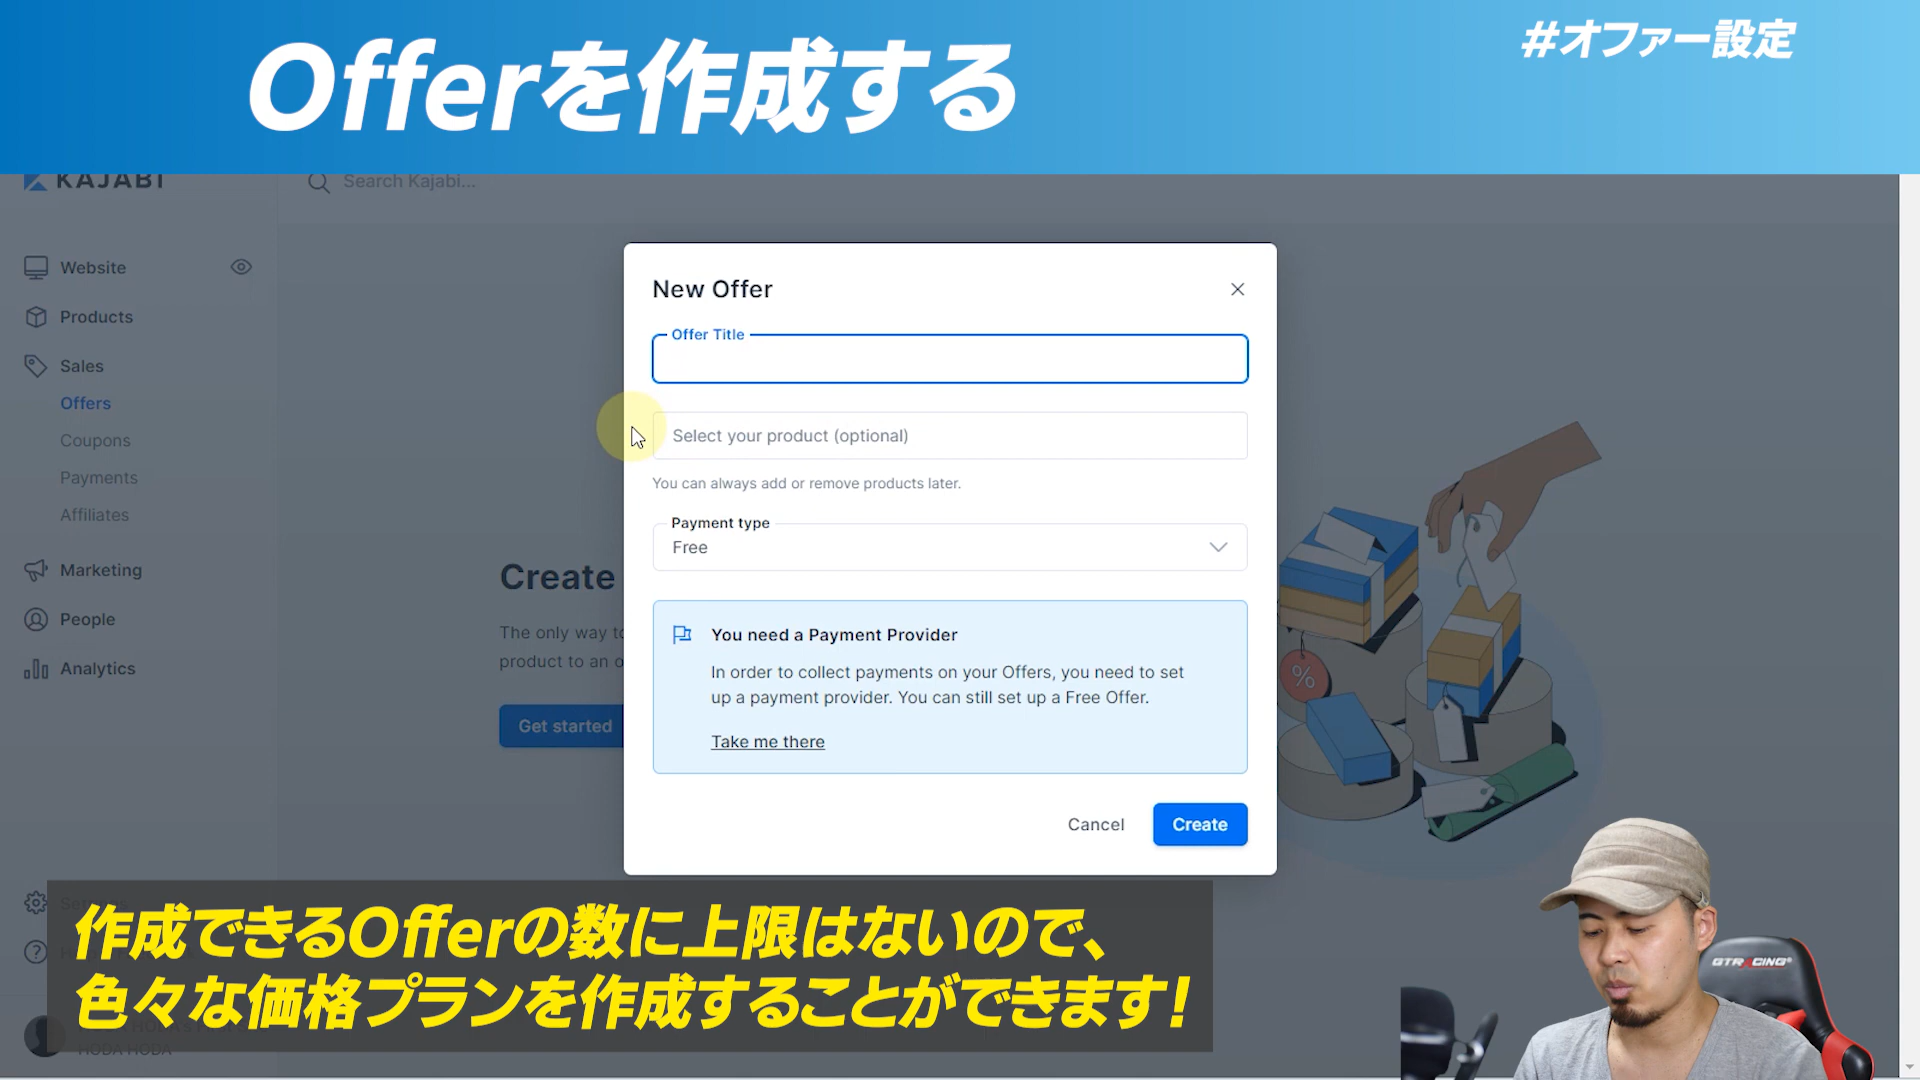 Offerを作成する
#オファー設定
KAJABI
Search Kajabi...
Website
Products
Sales
Offers
Coupons
Payments
Affiliates
Marketing
People
Analytics
Create
The only way to
product to an o
Get started
%
New Offer
Offer Title
Select your product (optional)
You can always add or remove products later.
Payment type
Free
You need a Payment Provider
In order to collect payments on your Offers, you need to set
up a payment provider. You can still set up a Free Offer.
Take me there
Cancel
Create
作成できるOfferの数に上限はないので、
色々な価格プランを作成することができます!
HODA HODA
GTRACING